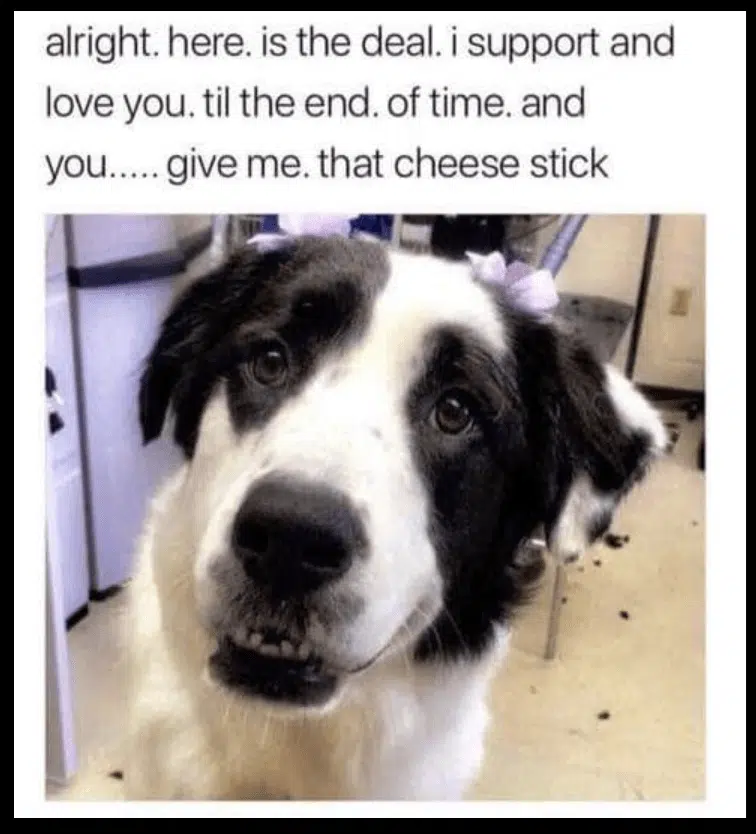 alright. here. is the deal. i support and
love you. til the end. of time. and
you..... give me. that cheese stick